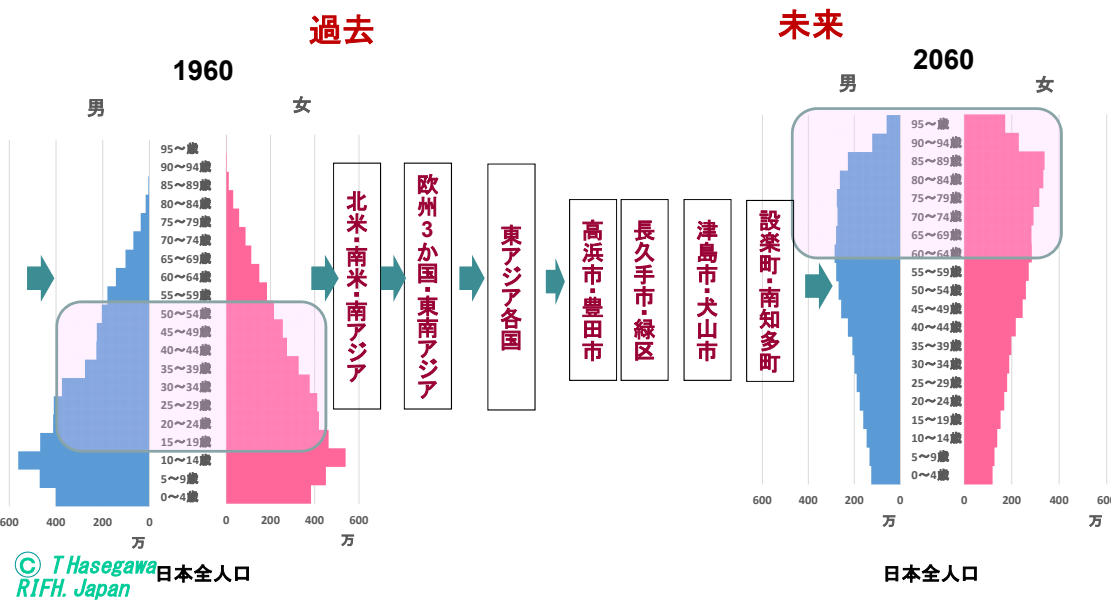 過去
未来
1960
2060
男
女
男
女
95～歳
90～94歳
85～89歳
80～84歳
75～79歳
70～74歳
65～69歳
60～64歳
55～59歳
50～54歳
45～49歳
40～44歳
35～39歳
30～34歳
25～29歳
20～24歳
15～19歳
10～14歳
5～9歳
0～4歳
600 400 200 0
万
0 200 400 600
万
北米・南米・南アジア
欧州3か国・東南アジア
東アジア各国
高浜市・豊田市
長久手市・緑区
津島市・犬山市
設楽町・南知多町
95～歳
90～94歳
85～89歳
80～84歳
75～79歳
70～74歳
65～69歳
60～64歳
55～59歳
50～54歳
45～49歳
40～44歳
35～39歳
30～34歳
25～29歳
20～24歳
15～19歳
10～14歳
5～9歳
0～4歳
600 400 200 0
万
0 200 400 600
万
© T Hasegawa
RIFH. Japan
日本全人口
日本全人口